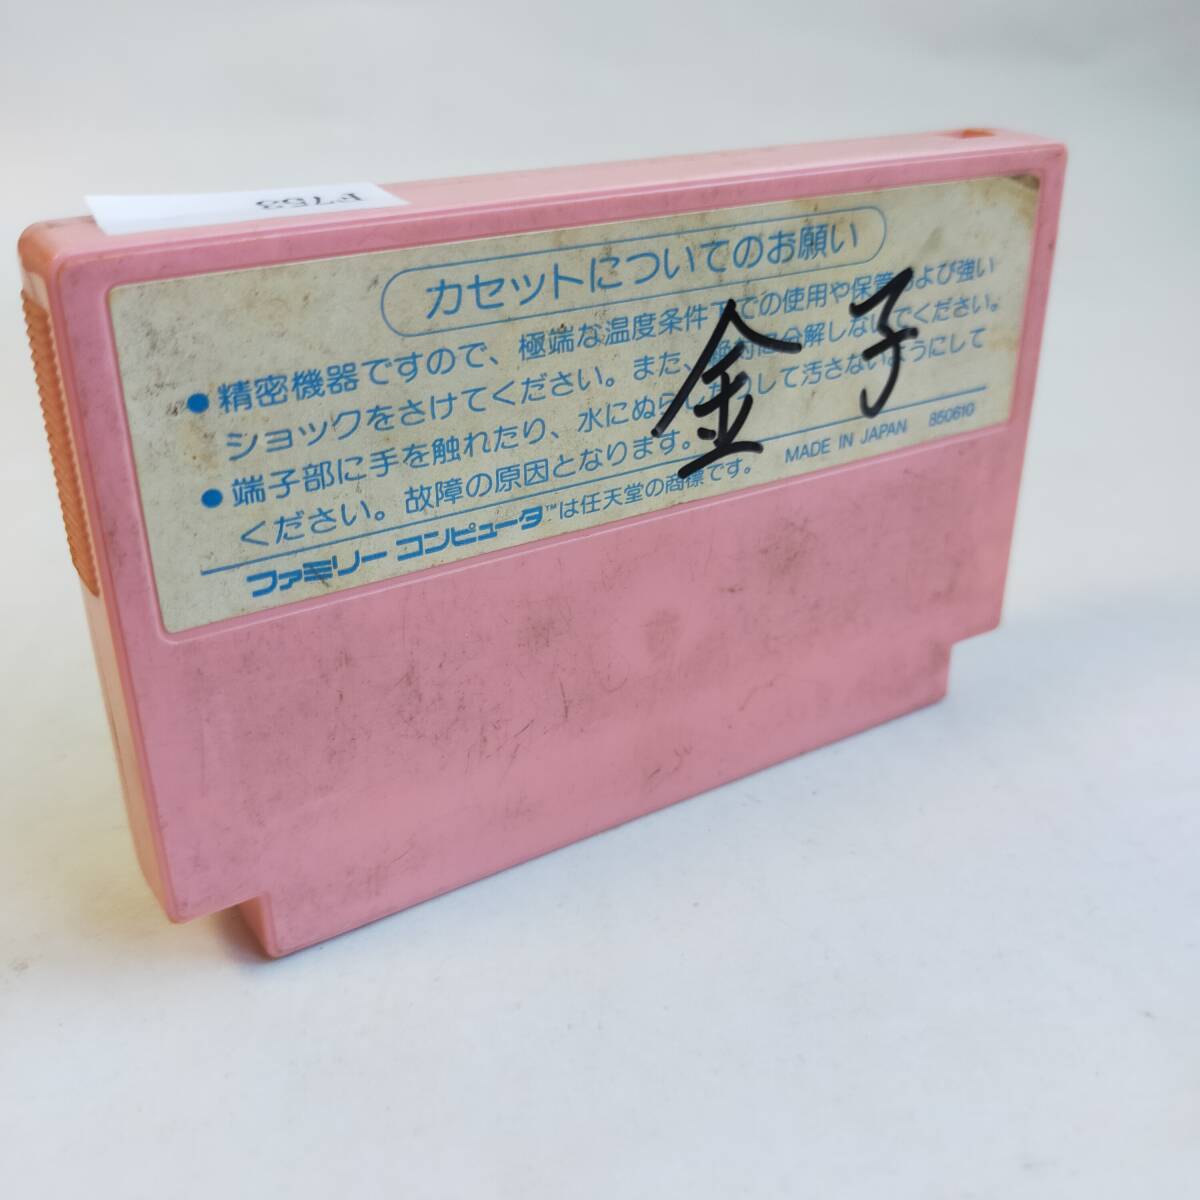 F753
カセットについてのお願い
●精密機器ですので、極端な温度条件下での使用や保管および強い
ショックをさけてください。また、絶対に分解しないでください。
●端子部に手を触れたり、水にぬらしたりして汚さないようにして
ください。故障の原因となります。
金子
MADE IN JAPAN 850610
ファミリーコンピュータ™は任天堂の商標です。